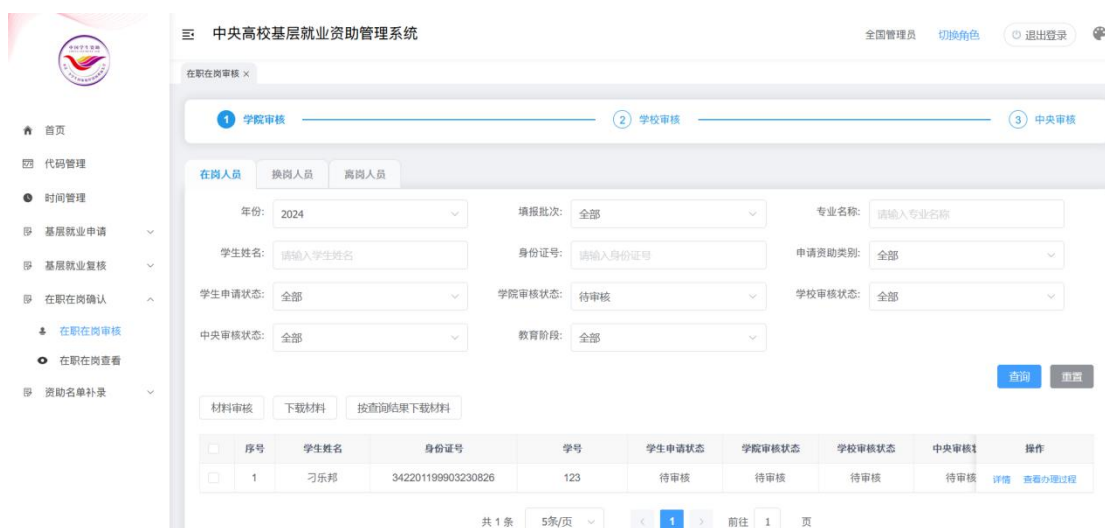 中央高校基层就业资助管理系统 全国管理员 切换角色 退出登录
在职在岗审核 ×
1 学院审核 2 学校审核 3 中央审核
首页
代码管理
时间管理
基层就业申请
基层就业复核
在职在岗确认
在职在岗审核
在职在岗查看
资助名单补录
在岗人员 换岗人员 离岗人员
年份: 2024 填报批次: 全部 专业名称: 请输入专业名称
学生姓名: 请输入学生姓名 身份证号: 请输入身份证号 申请资助类别: 全部
学生申请状态: 全部 学院审核状态: 待审核 学校审核状态: 全部
中央审核状态: 全部 教育阶段: 全部
查询 重置
材料审核 下载材料 按查询结果下载材料
序号 学生姓名 身份证号 学号 学生申请状态 学院审核状态 学校审核状态 中央审核 操作
1 刁乐邦 342201199903230826 123 待审核 待审核 待审核 待审核 详情 查看办理过程
共 1 条 5条/页 1 前往 1 页